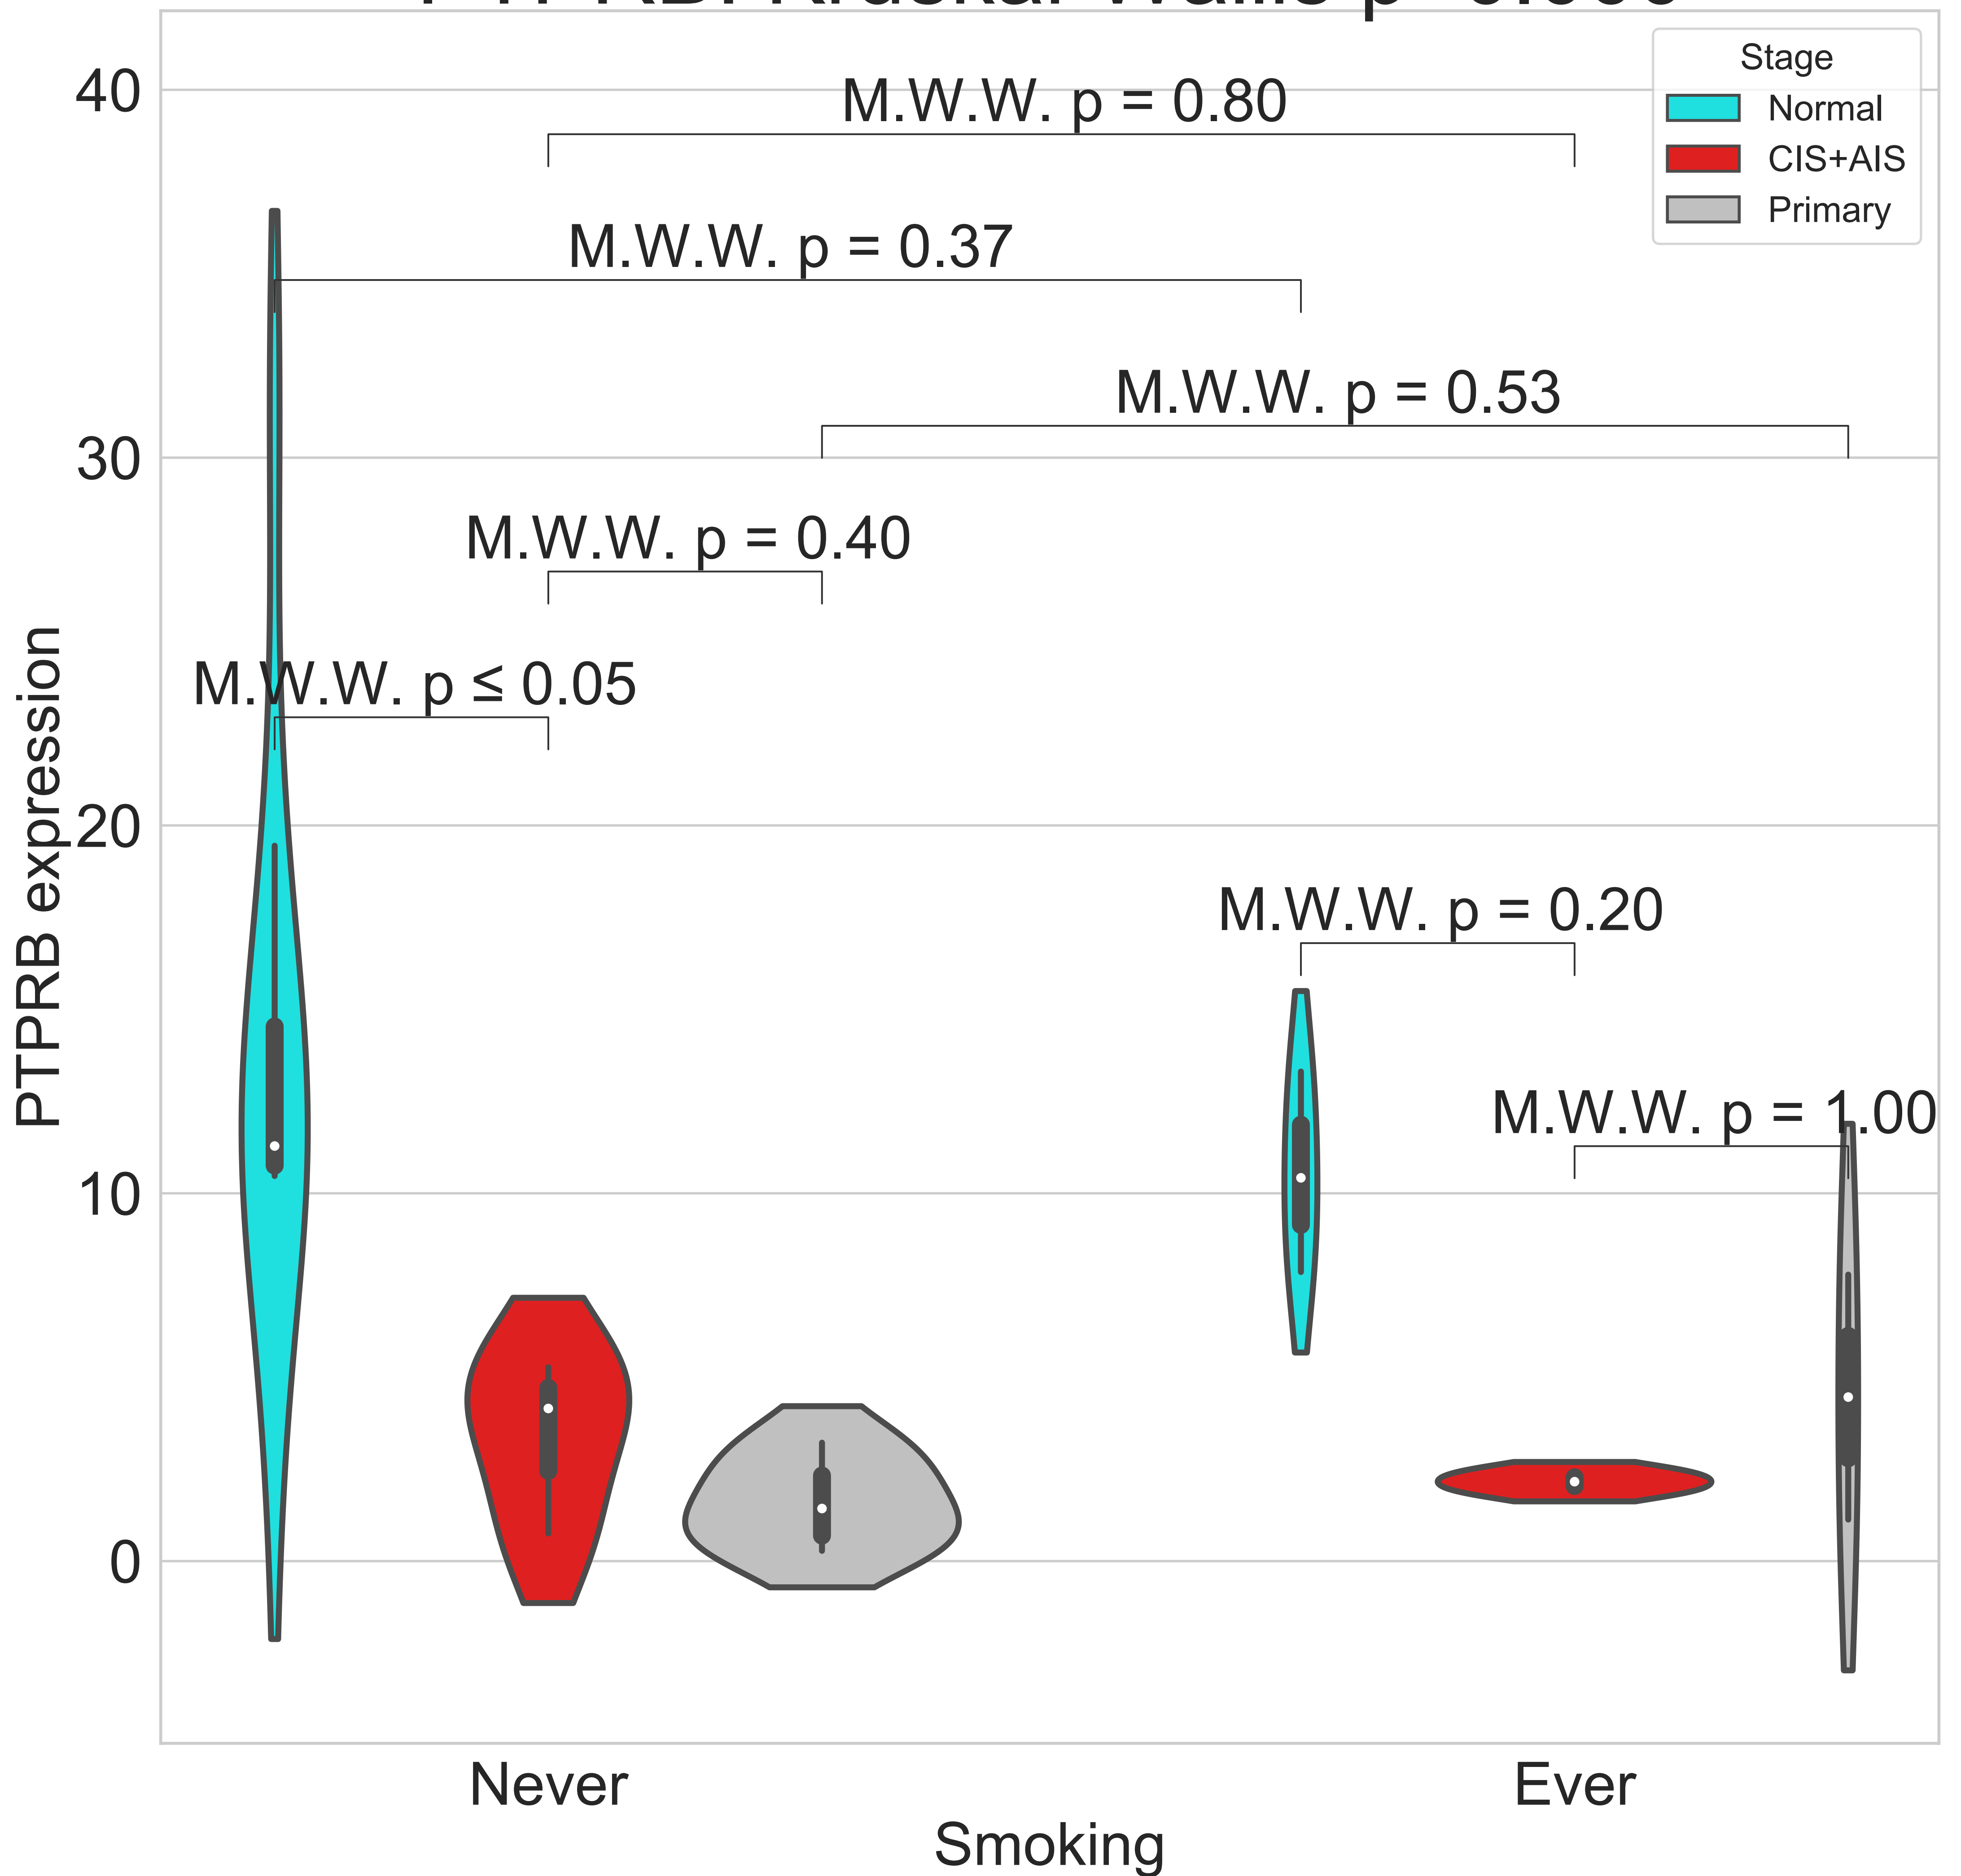 Stage
Normal
CIS+AIS
Primary
40
30
20
10
0
PTPRB expression
M.W.W. p = 0.80
M.W.W. p = 0.37
M.W.W. p = 0.53
M.W.W. p = 0.40
M.W.W. p ≤ 0.05
M.W.W. p = 0.20
M.W.W. p = 1.00
Never
Ever
Smoking